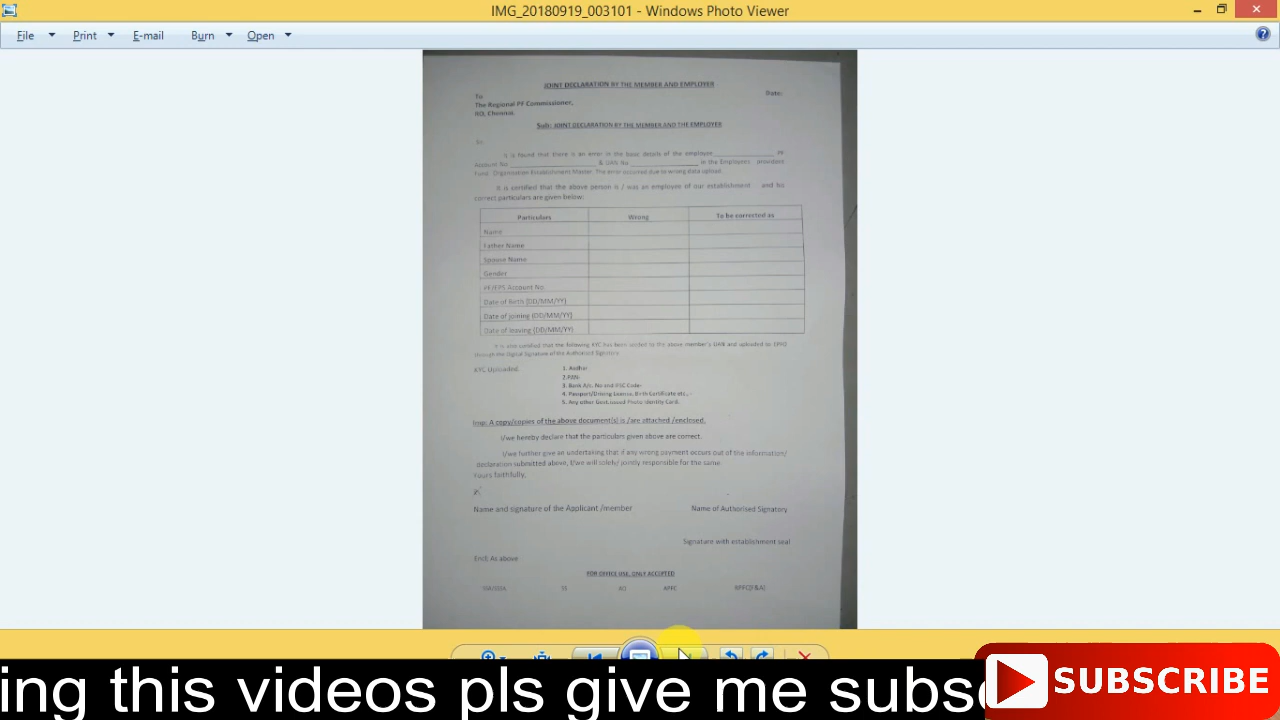 IMG_20180919_003101 - Windows Photo Viewer
File Print E-mail Burn Open
JOINT DECLARATION BY THE MEMBER AND EMPLOYER
To
Date:-
The Regional PF Commissioner,
RO, Chennai.
Sub: JOINT DECLARATION BY THE MEMBER AND THE EMPLOYER
Sir
It is found that there is an error in the basic details of the employee
Account No & UAN No in the Employees provident
Fund Organisation Establishment Master. The error occurred due to wrong data upload.
It is certified that the above person is / was an employee of our establishment and his
correct particulars are given below:
Particulars Wrong To be corrected as
Name
Father Name
Spouse Name
Gender
PF/EPS Account No.
Date of Birth (DD/MM/YY)
Date of joining (DD/MM/YY)
Date of leaving (DD/MM/YY)
It is also certified that the following KYC has been seeded to the above member's UAN and uploaded to EPFO
through the Digital Signature of the Authorised Signatory
KYC Uploaded. 1. Aadhar
2.PAN-
3. Bank A/c. No and IFSC Code-
4. Passport/Driving License, Birth Certificate etc.,-
5. Any other Govt.issued Photo Identity Card.
Imp: A copy/copies of the above document(s) is /are attached /enclosed.
I/we hereby declare that the particulars given above are correct.
I/we further give an undertaking that if any wrong payment occurs out of the information/
declaration submitted above, I/we will solely/ jointly responsible for the same
Yours faithfully,
Name and signature of the Applicant /member Name of Authorised Signatory
Signature with establishment seal
Encl: As above
FOR OFFICE USE, ONLY ACCEPTED
SS AO APFC
ing this videos pls give me subsc
SUBSCRIBE